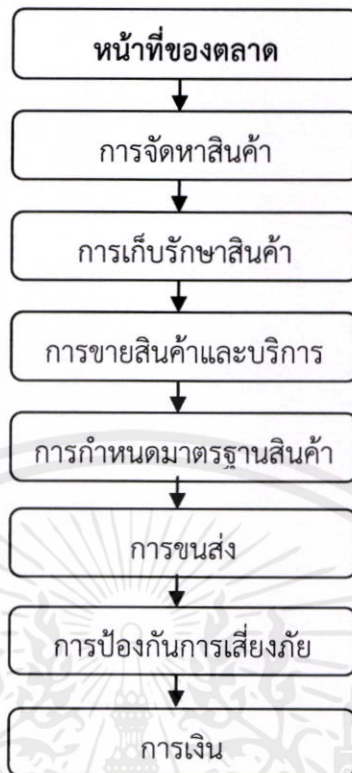 หน้าที่ของตลาด
การจัดหาสินค้า
การเก็บรักษาสินค้า
การขายสินค้าและบริการ
การกำหนดมาตรฐานสินค้า
การขนส่ง
การป้องกันการเสี่ยงภัย
การเงิน